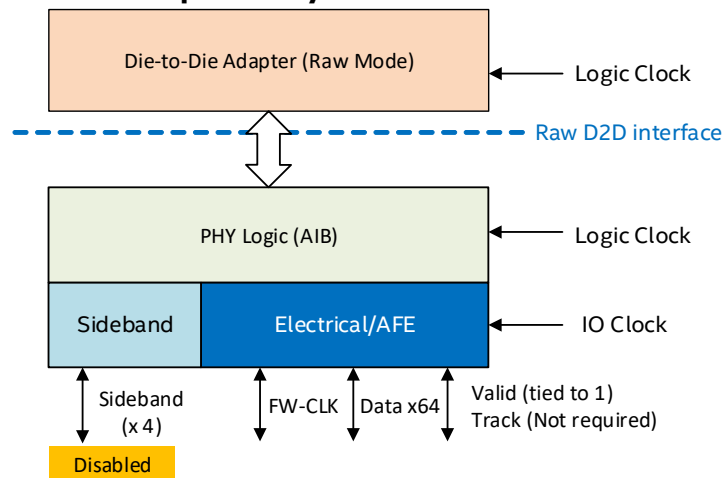 Die-to-Die Adapter (Raw Mode)
Logic Clock
Raw D2D interface
PHY Logic (AIB)
Logic Clock
Sideband
Electrical/AFE
IO Clock
Sideband
(x 4)
FW-CLK
Data x64
Valid (tied to 1)
Track (Not required)
Disabled